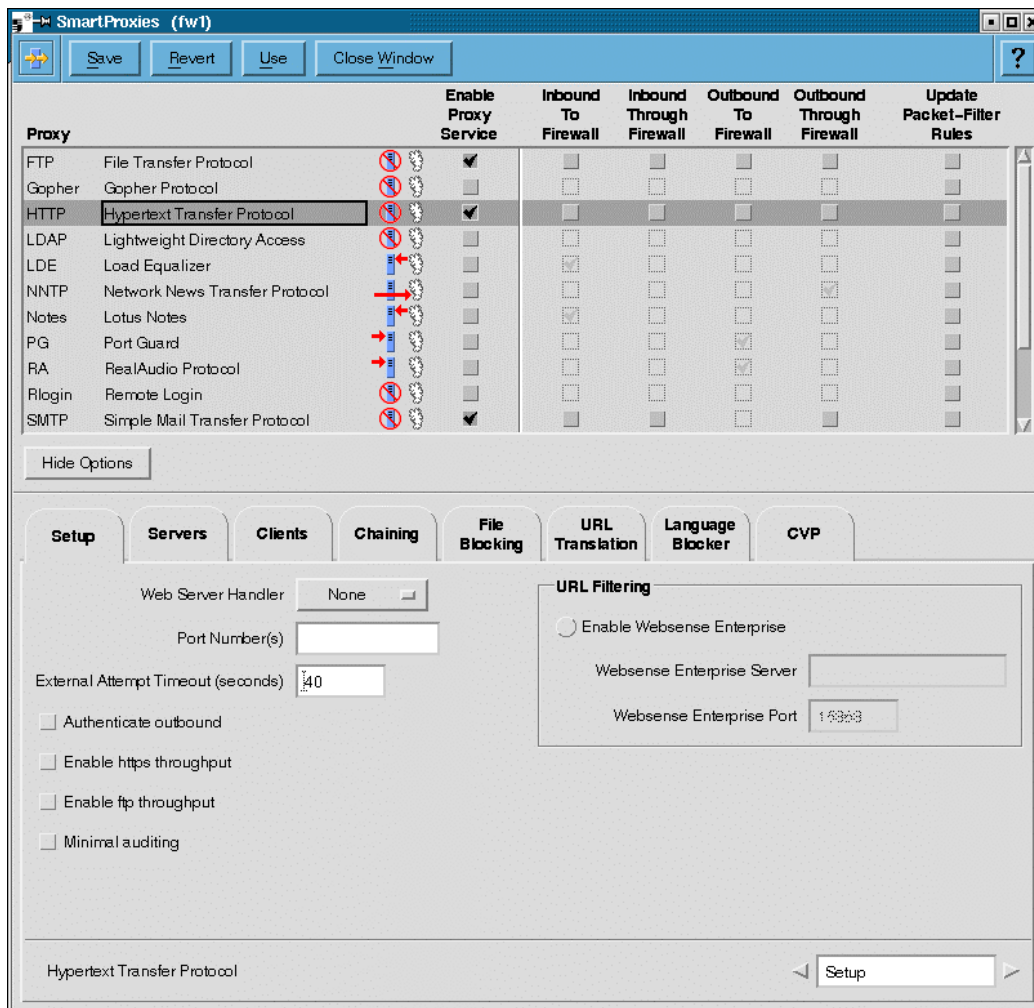 SmartProxies (fw1)
Save Revert Use Close Window ?
Proxy Enable Proxy Service Inbound To Firewall Inbound Through Firewall Outbound To Firewall Outbound Through Firewall Update Packet-Filter Rules
FTP File Transfer Protocol
Gopher Gopher Protocol
HTTP Hypertext Transfer Protocol
LDAP Lightweight Directory Access
LDE Load Equalizer
NNTP Network News Transfer Protocol
Notes Lotus Notes
PG Port Guard
RA RealAudio Protocol
Rlogin Remote Login
SMTP Simple Mail Transfer Protocol
Hide Options
Setup Servers Clients Chaining File Blocking URL Translation Language Blocker CVP
Web Server Handler None
Port Number(s)
External Attempt Timeout (seconds) 40
Authenticate outbound
Enable https throughput
Enable ftp throughput
Minimal auditing
URL Filtering
Enable Websense Enterprise
Websense Enterprise Server
Websense Enterprise Port
Hypertext Transfer Protocol Setup